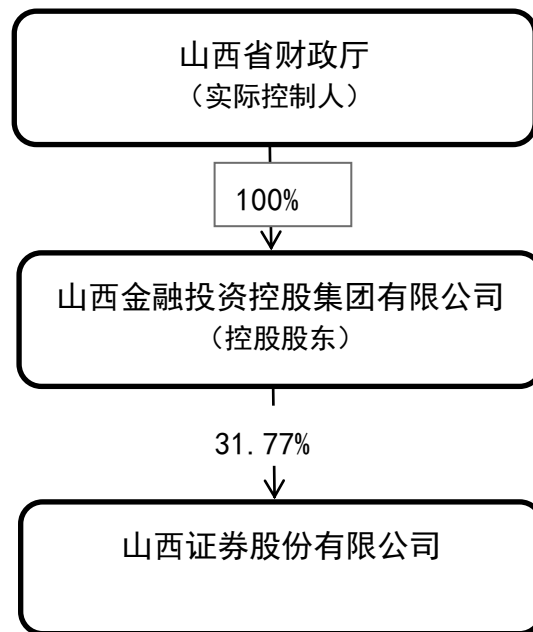 山西省财政厅
（实际控制人）
100%
山西金融投资控股集团有限公司
（控股股东）
31.77%
山西证券股份有限公司